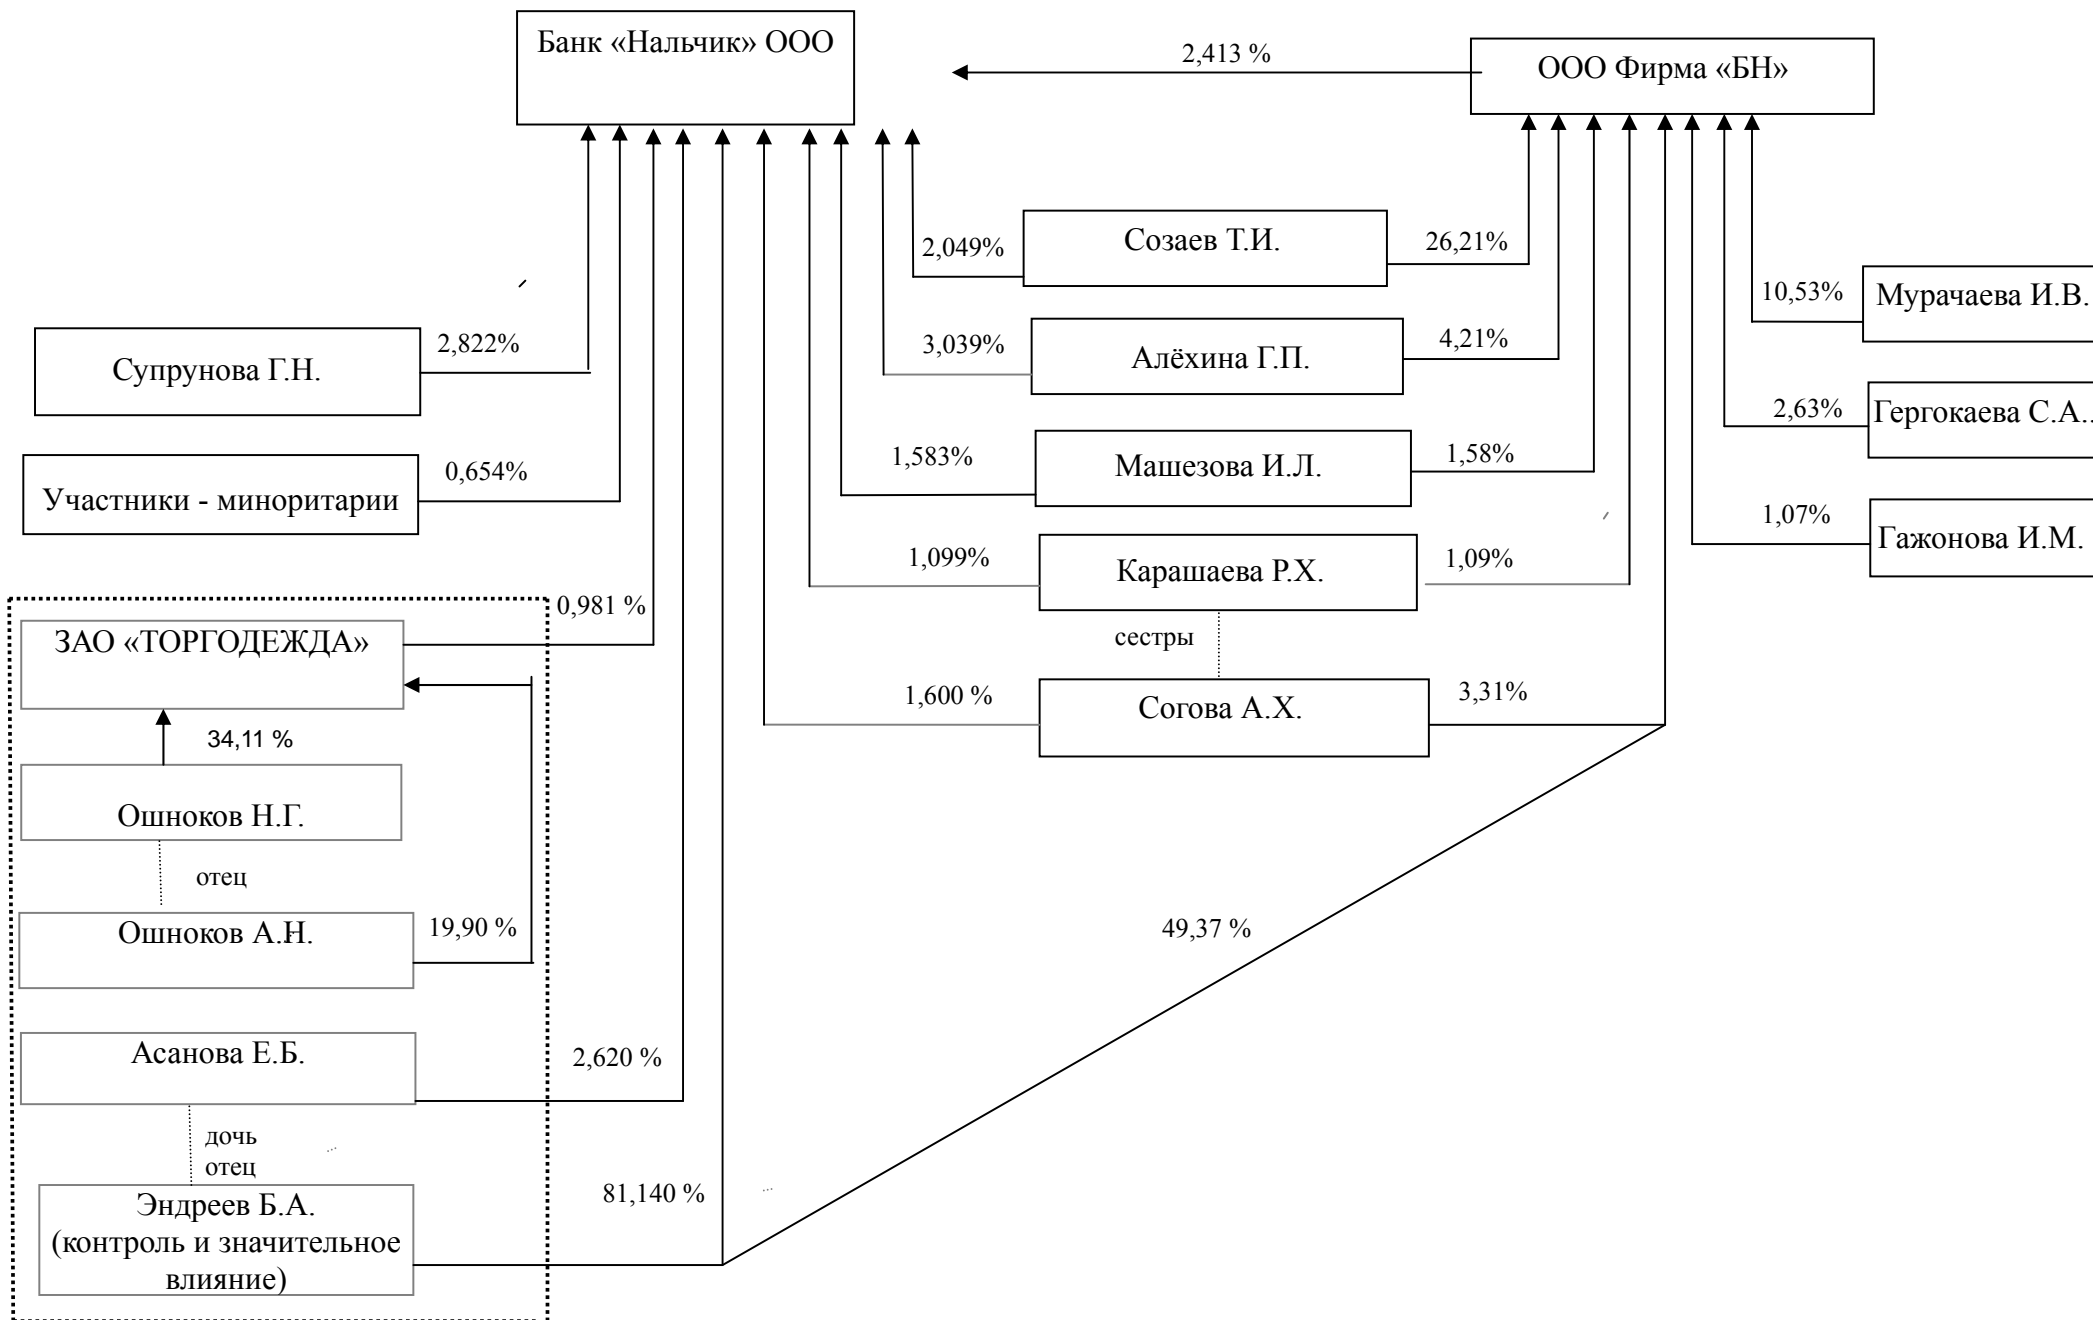 Банк «Нальчик» ООО
2,413 %
ООО Фирма «БН»
2,049%
Созаев Т.И.
26,21%
10,53%
Мурачаева И.В.
2,822%
Супрунова Г.Н.
3,039%
Алёхина Г.П.
4,21%
2,63%
Гергокаева С.А..
0,654%
Участники - миноритарии
1,583%
Машезова И.Л.
1,58%
1,07%
Гажонова И.М.
1,099%
Карашаева Р.Х.
1,09%
0,981 %
ЗАО «ТОРГОДЕЖДА»
сестры
1,600 %
Согова А.Х.
3,31%
34,11 %
Ошноков Н.Г.
отец
Ошноков А.Н.
19,90 %
49,37 %
Асанова Е.Б.
2,620 %
дочь
отец
81,140 %
Эндреев Б.А.
(контроль и значительное
влияние)